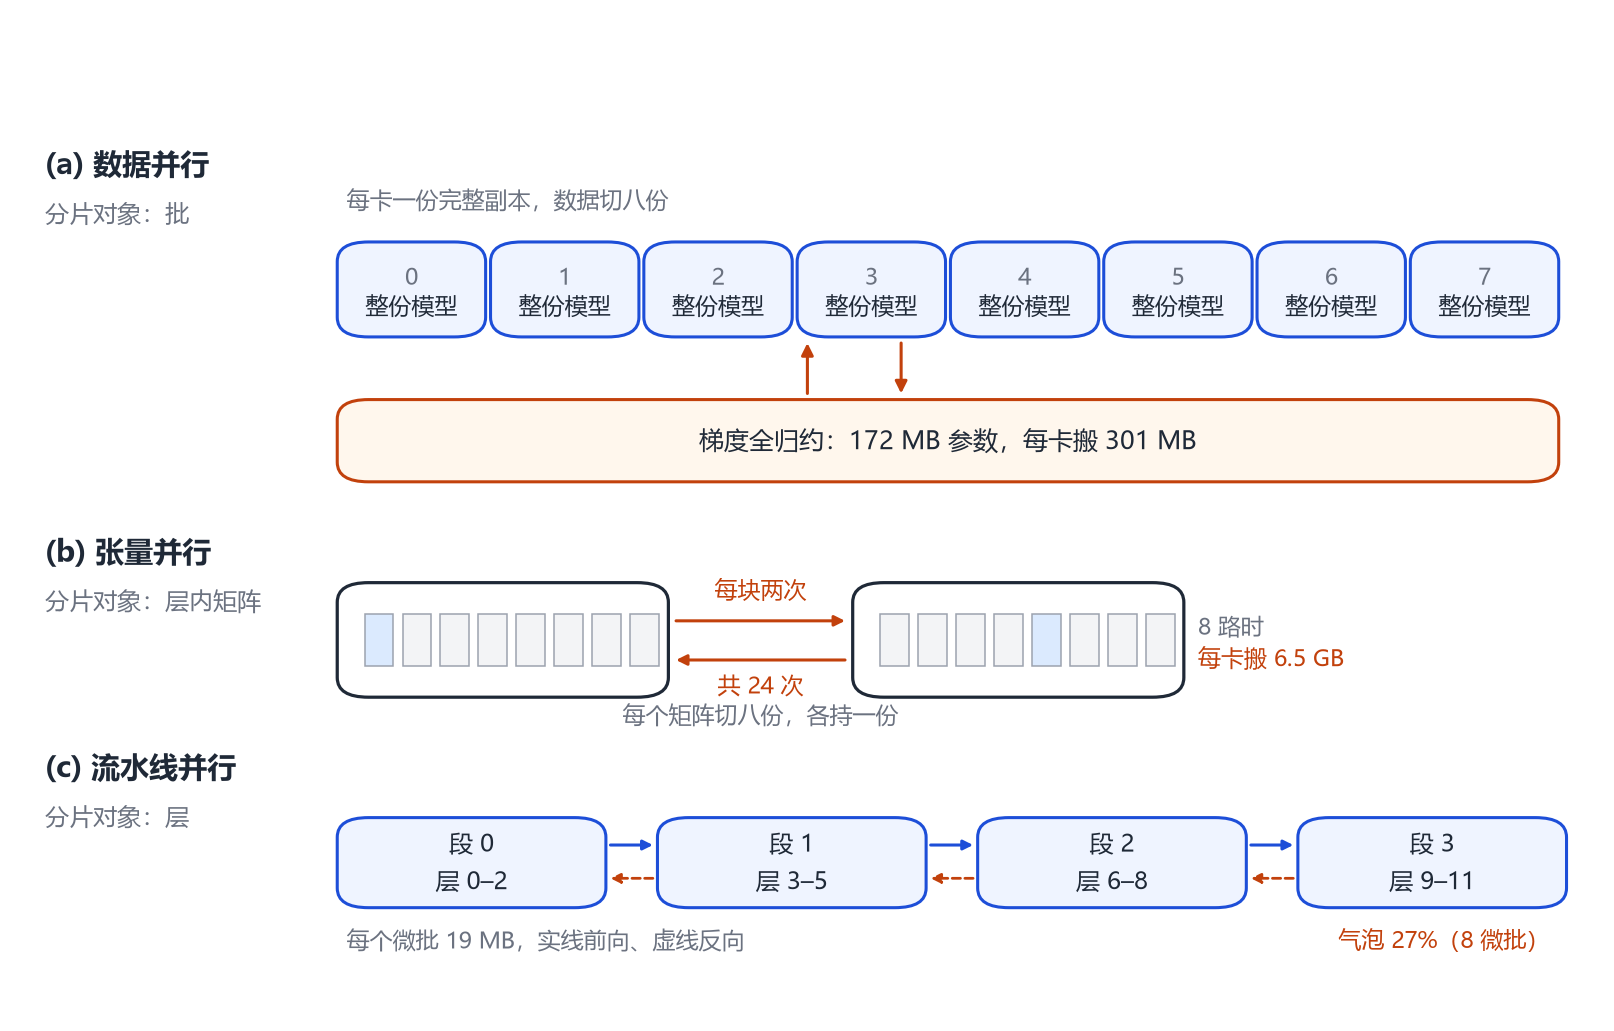 (a) 数据并行
分片对象：批
每卡一份完整副本，数据切八份
0
整份模型
1
整份模型
2
整份模型
3
整份模型
4
整份模型
5
整份模型
6
整份模型
7
整份模型
梯度全归约：172 MB 参数，每卡搬 301 MB
(b) 张量并行
分片对象：层内矩阵
每块两次
共 24 次
8 路时
每卡搬 6.5 GB
每个矩阵切八份，各持一份
(c) 流水线并行
分片对象：层
段 0
层 0–2
段 1
层 3–5
段 2
层 6–8
段 3
层 9–11
每个微批 19 MB，实线前向、虚线反向
气泡 27%（8 微批）